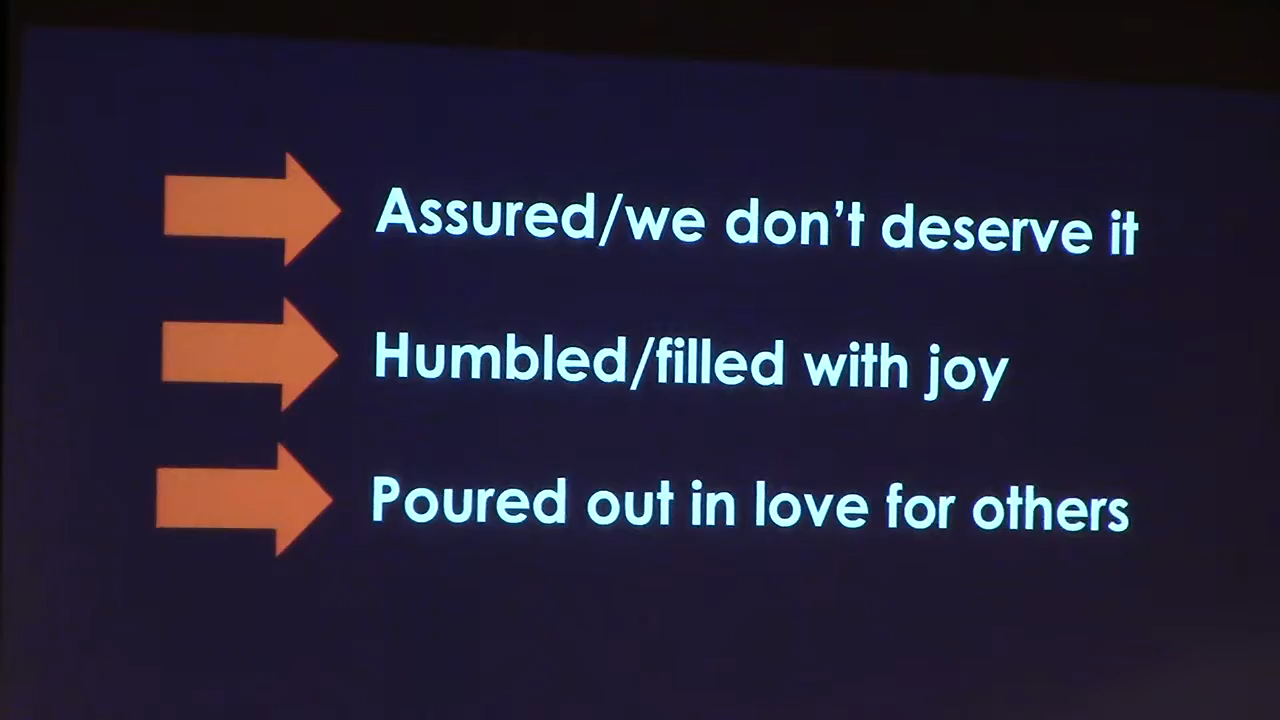 Assured/we don't deserve it
Humbled/filled with joy
Poured out in love for others